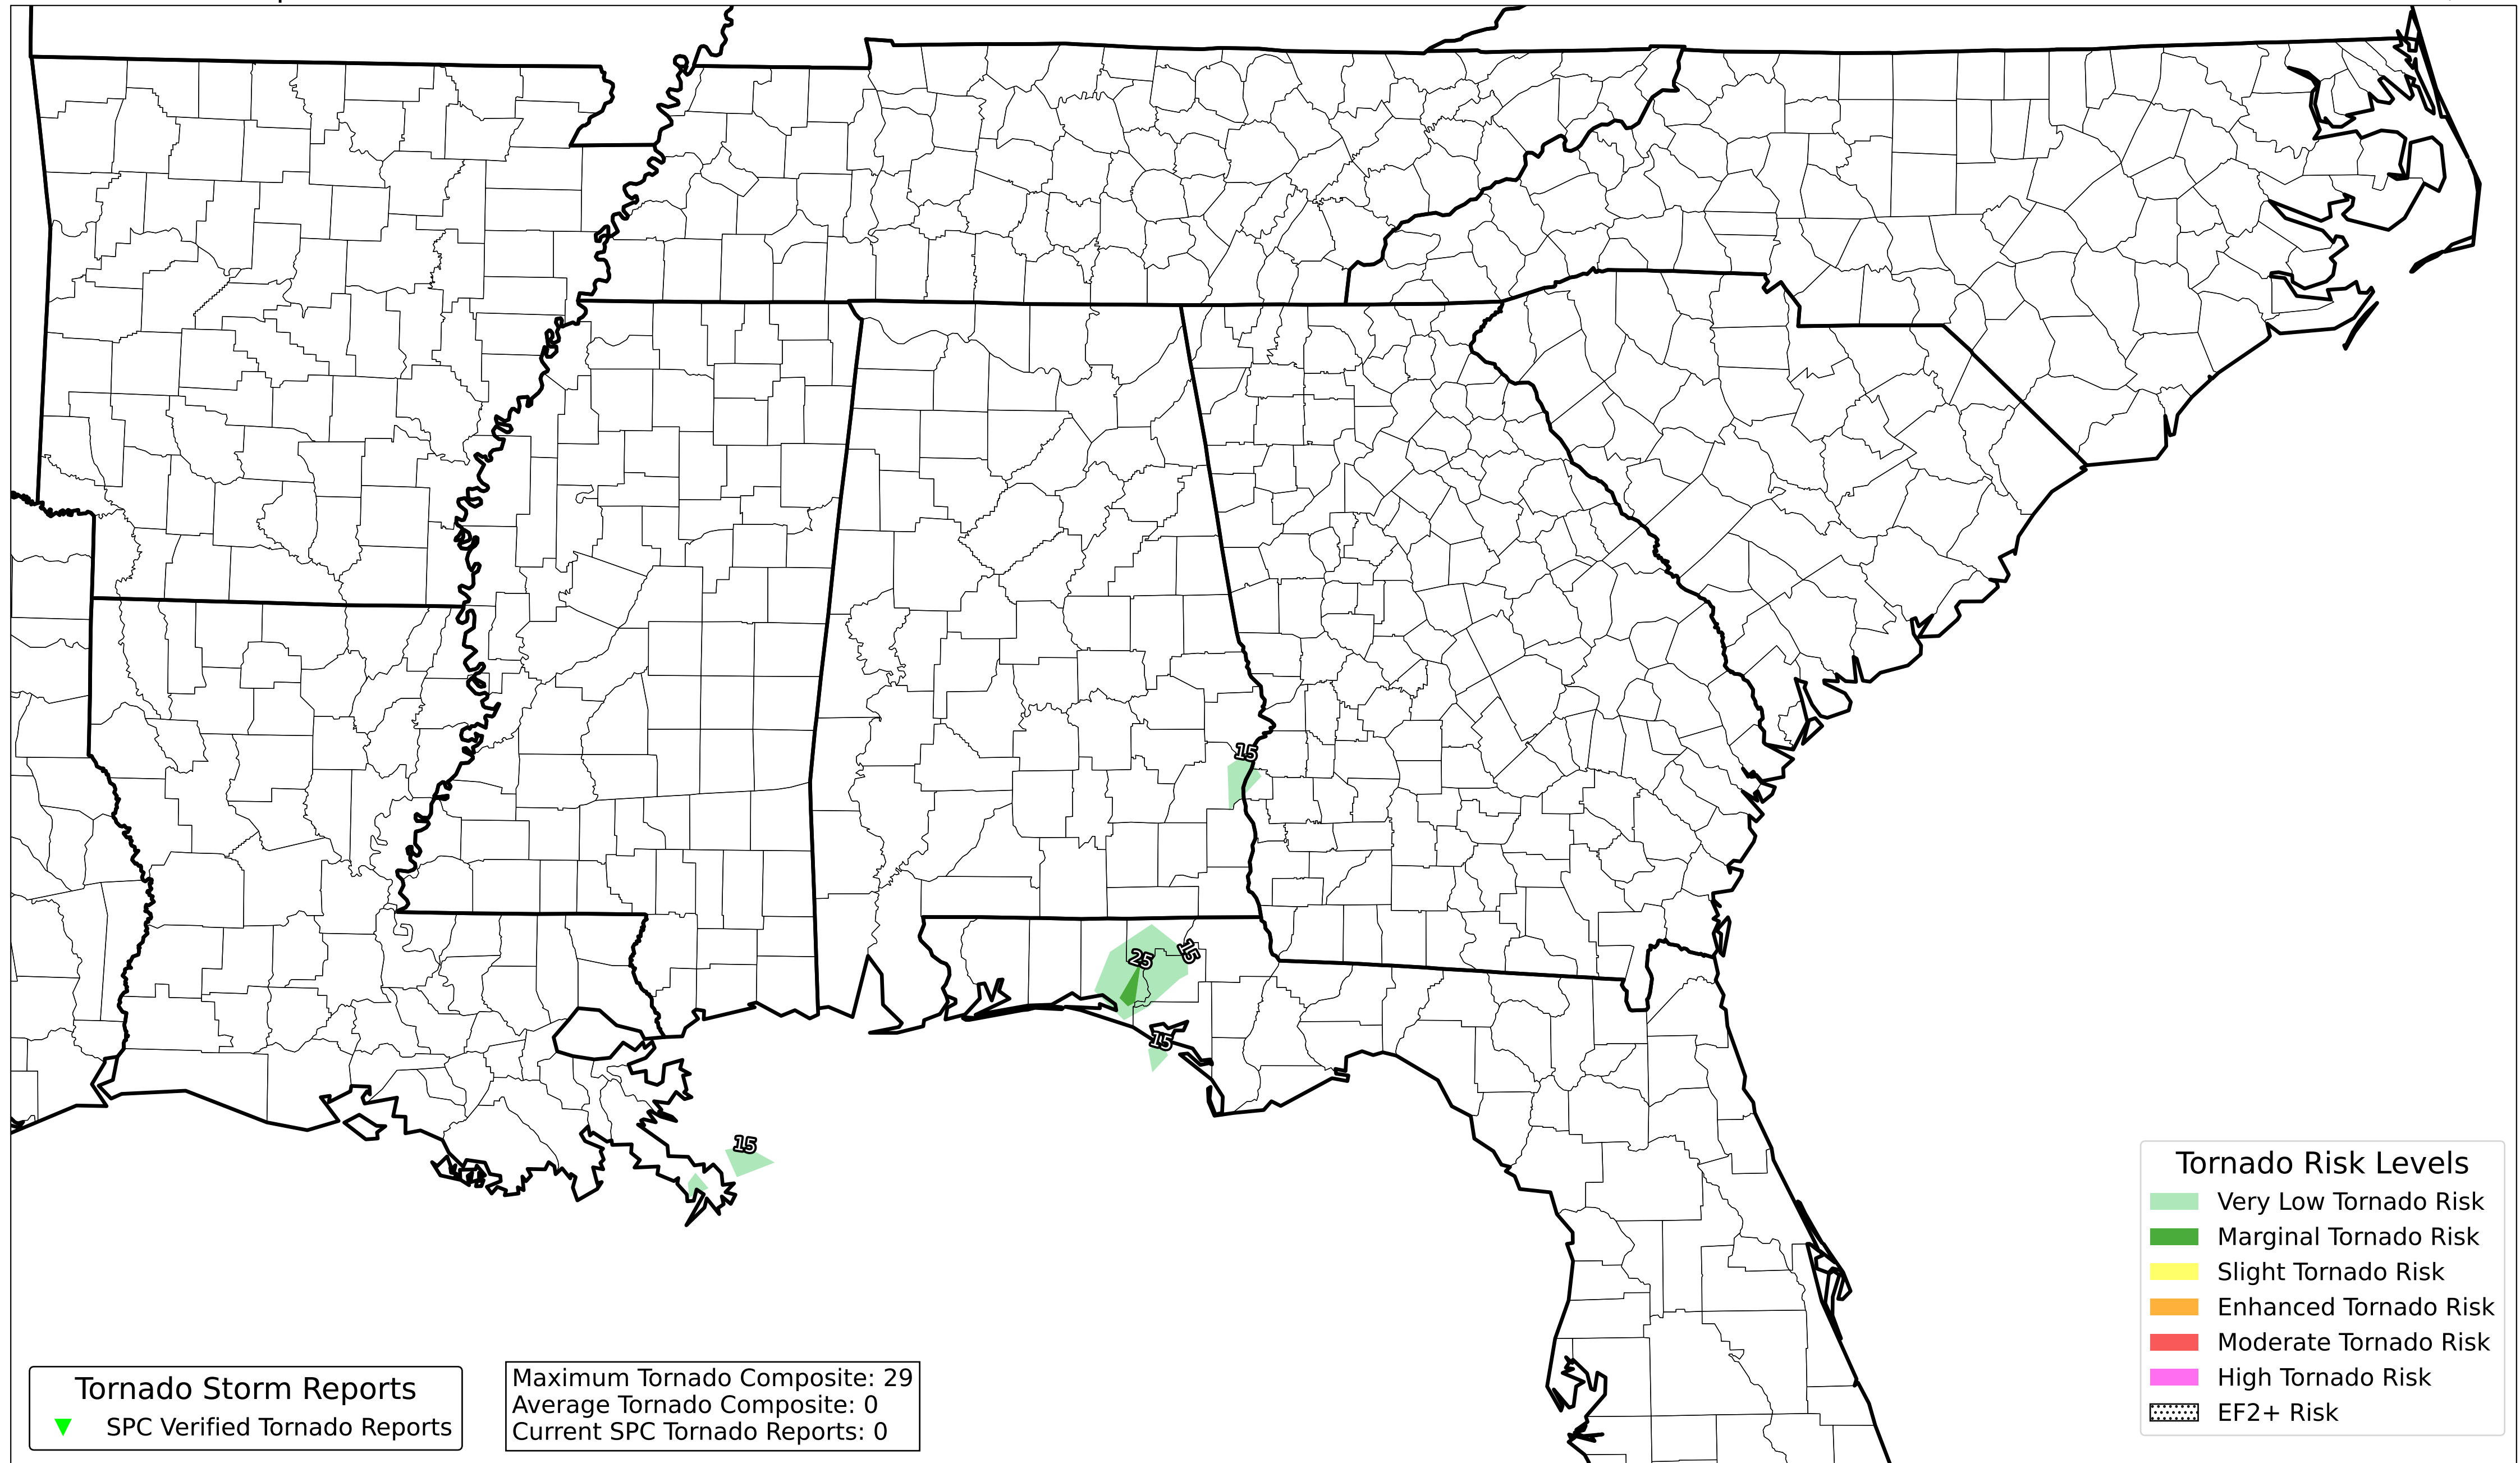 15
25
15
15
15
Tornado Risk Levels
Very Low Tornado Risk
Marginal Tornado Risk
Slight Tornado Risk
Enhanced Tornado Risk
Moderate Tornado Risk
High Tornado Risk
EF2+ Risk
Tornado Storm Reports
SPC Verified Tornado Reports
Maximum Tornado Composite: 29
Average Tornado Composite: 0
Current SPC Tornado Reports: 0